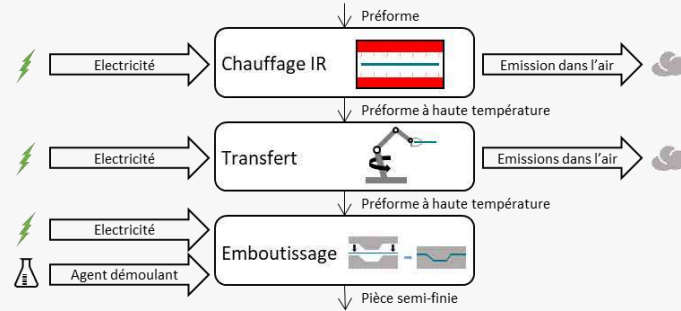 Préforme
Electricité
Chauffage IR
Emission dans l'air
Préforme à haute température
Electricité
Transfert
Emissions dans l'air
Préforme à haute température
Electricité
Emboutissage
Agent démoulant
Pièce semi-finie